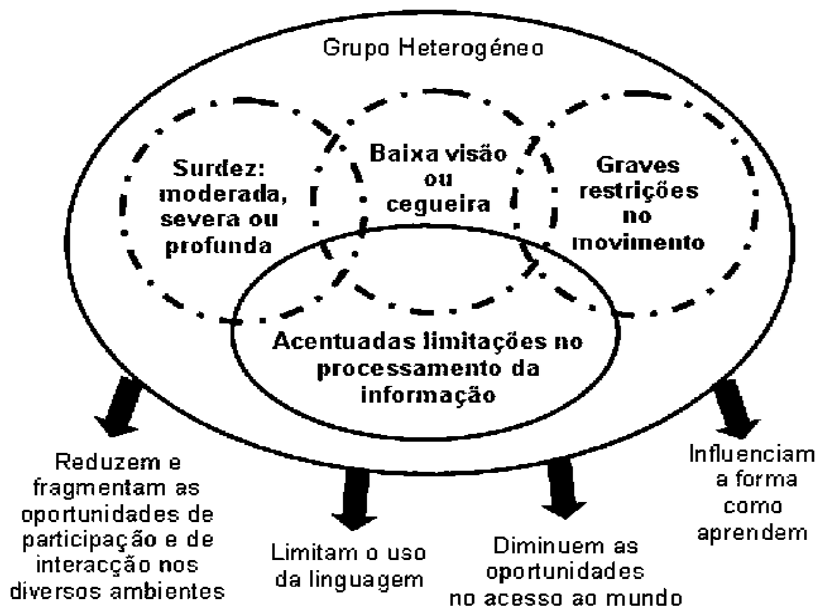 Grupo Heterogéneo
Surdez:
moderada,
severa ou
profunda
Baixa visão
ou
cegueira
Graves
restrições
no
movimento
Acentuadas limitações no
processamento da
informação
Reduzem e
fragmentam as
oportunidades de
participação e de
interacção nos
diversos ambientes
Limitam o uso
da linguagem
Diminuem as
oportunidades
no acesso ao mundo
Influenciam
a forma
como
aprendem